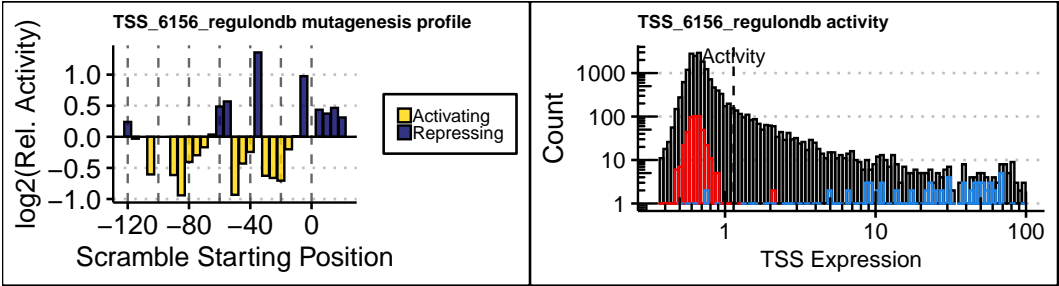 TSS_6156_regulondb mutagenesis profile
log2(Rel. Activity)
1.0
0.5
0.0
−0.5
−1.0
−120 −80 −40 0
Scramble Starting Position
Activating
Repressing
TSS_6156_regulondb activity
Activity
Count
1000
100
10
1
1 10 100
TSS Expression